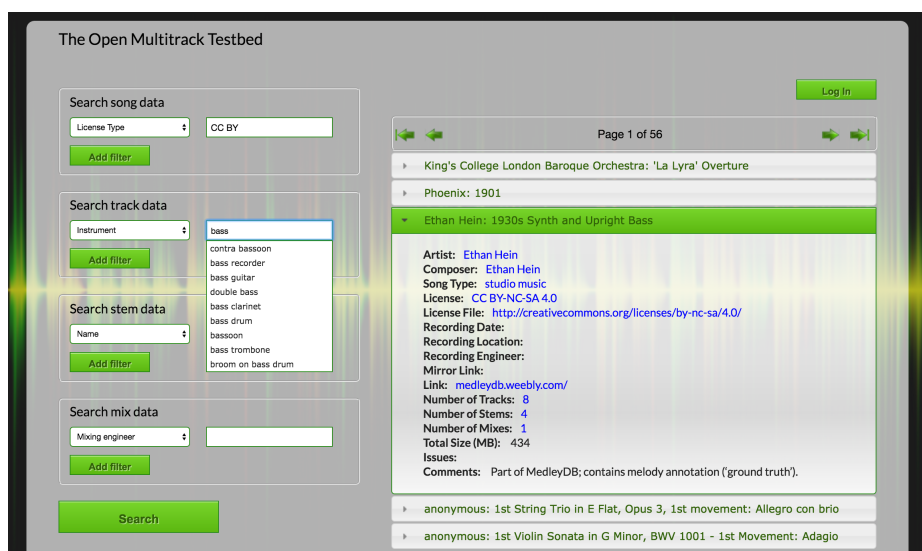 The Open Multitrack Testbed
Log In
Search song data
License Type
CC BY
Add filter
Search track data
Instrument
bass
contra bassoon
bass recorder
bass guitar
double bass
bass clarinet
bass drum
bassoon
bass trombone
broom on bass drum
Add filter
Search stem data
Name
Add filter
Search mix data
Mixing engineer
Add filter
Search
Page 1 of 56
King's College London Baroque Orchestra: 'La Lyra' Overture
Phoenix: 1901
Ethan Hein: 1930s Synth and Upright Bass
Artist: Ethan Hein
Composer: Ethan Hein
Song Type: studio music
License: CC BY-NC-SA 4.0
License File: http://creativecommons.org/licenses/by-nc-sa/4.0/
Recording Date:
Recording Location:
Recording Engineer:
Mirror Link:
Link: medleydb.weebly.com/
Number of Tracks: 8
Number of Stems: 4
Number of Mixes: 1
Total Size (MB): 434
Issues:
Comments: Part of MedleyDB; contains melody annotation ('ground truth').
anonymous: 1st String Trio in E Flat, Opus 3, 1st movement: Allegro con brio
anonymous: 1st Violin Sonata in G Minor, BWV 1001 - 1st Movement: Adagio